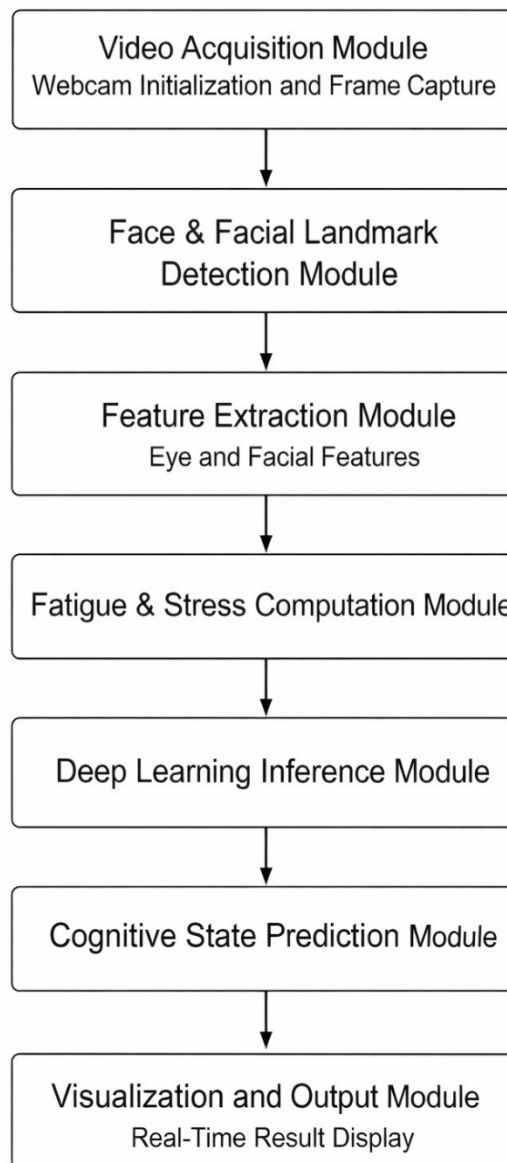 Video Acquisition Module
Webcam Initialization and Frame Capture
Face & Facial Landmark
Detection Module
Feature Extraction Module
Eye and Facial Features
Fatigue & Stress Computation Module
Deep Learning Inference Module
Cognitive State Prediction Module
Visualization and Output Module
Real-Time Result Display